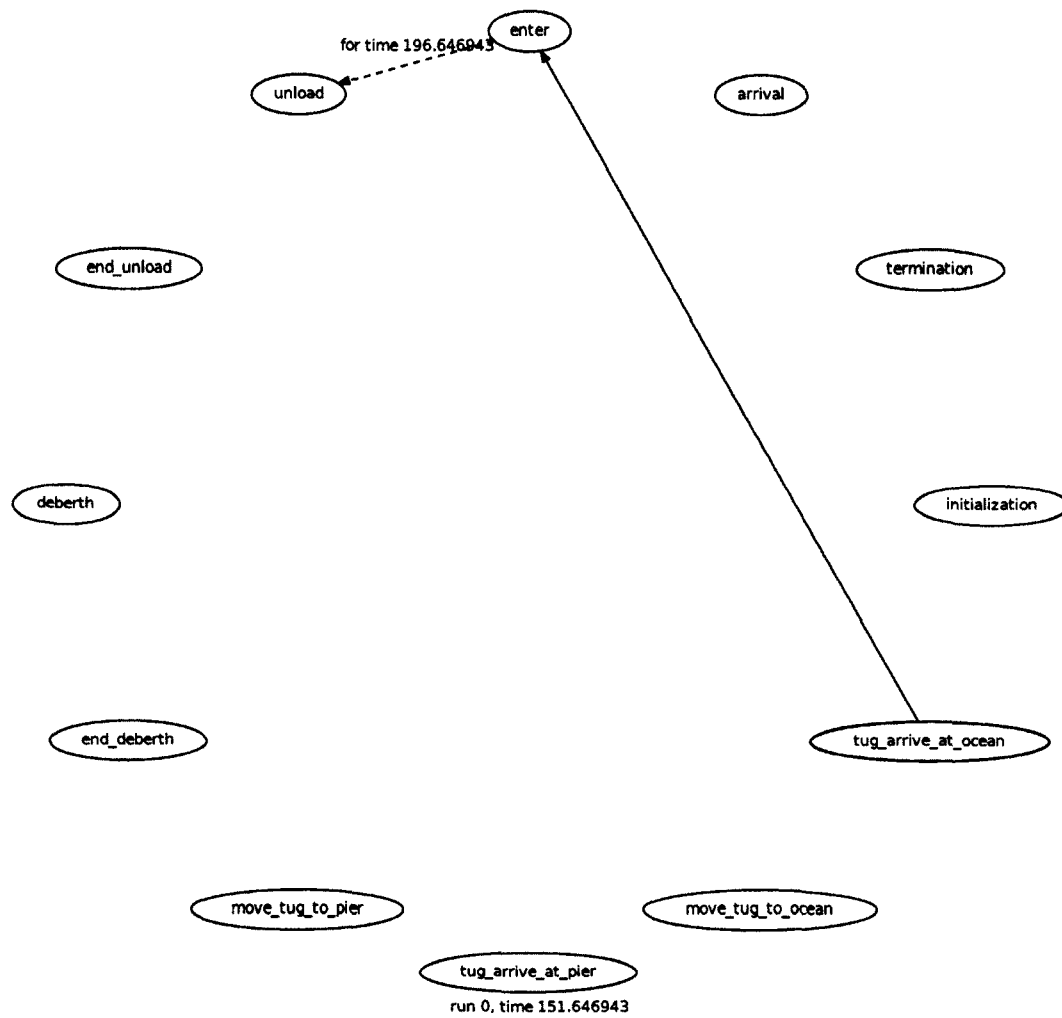 enter
for time 196.646943
unload
arrival
end_unload
termination
deberth
initialization
end_deberth
tug_arrive_at_ocean
move_tug_to_pier
move_tug_to_ocean
tug_arrive_at_pier
run 0, time 151.646943